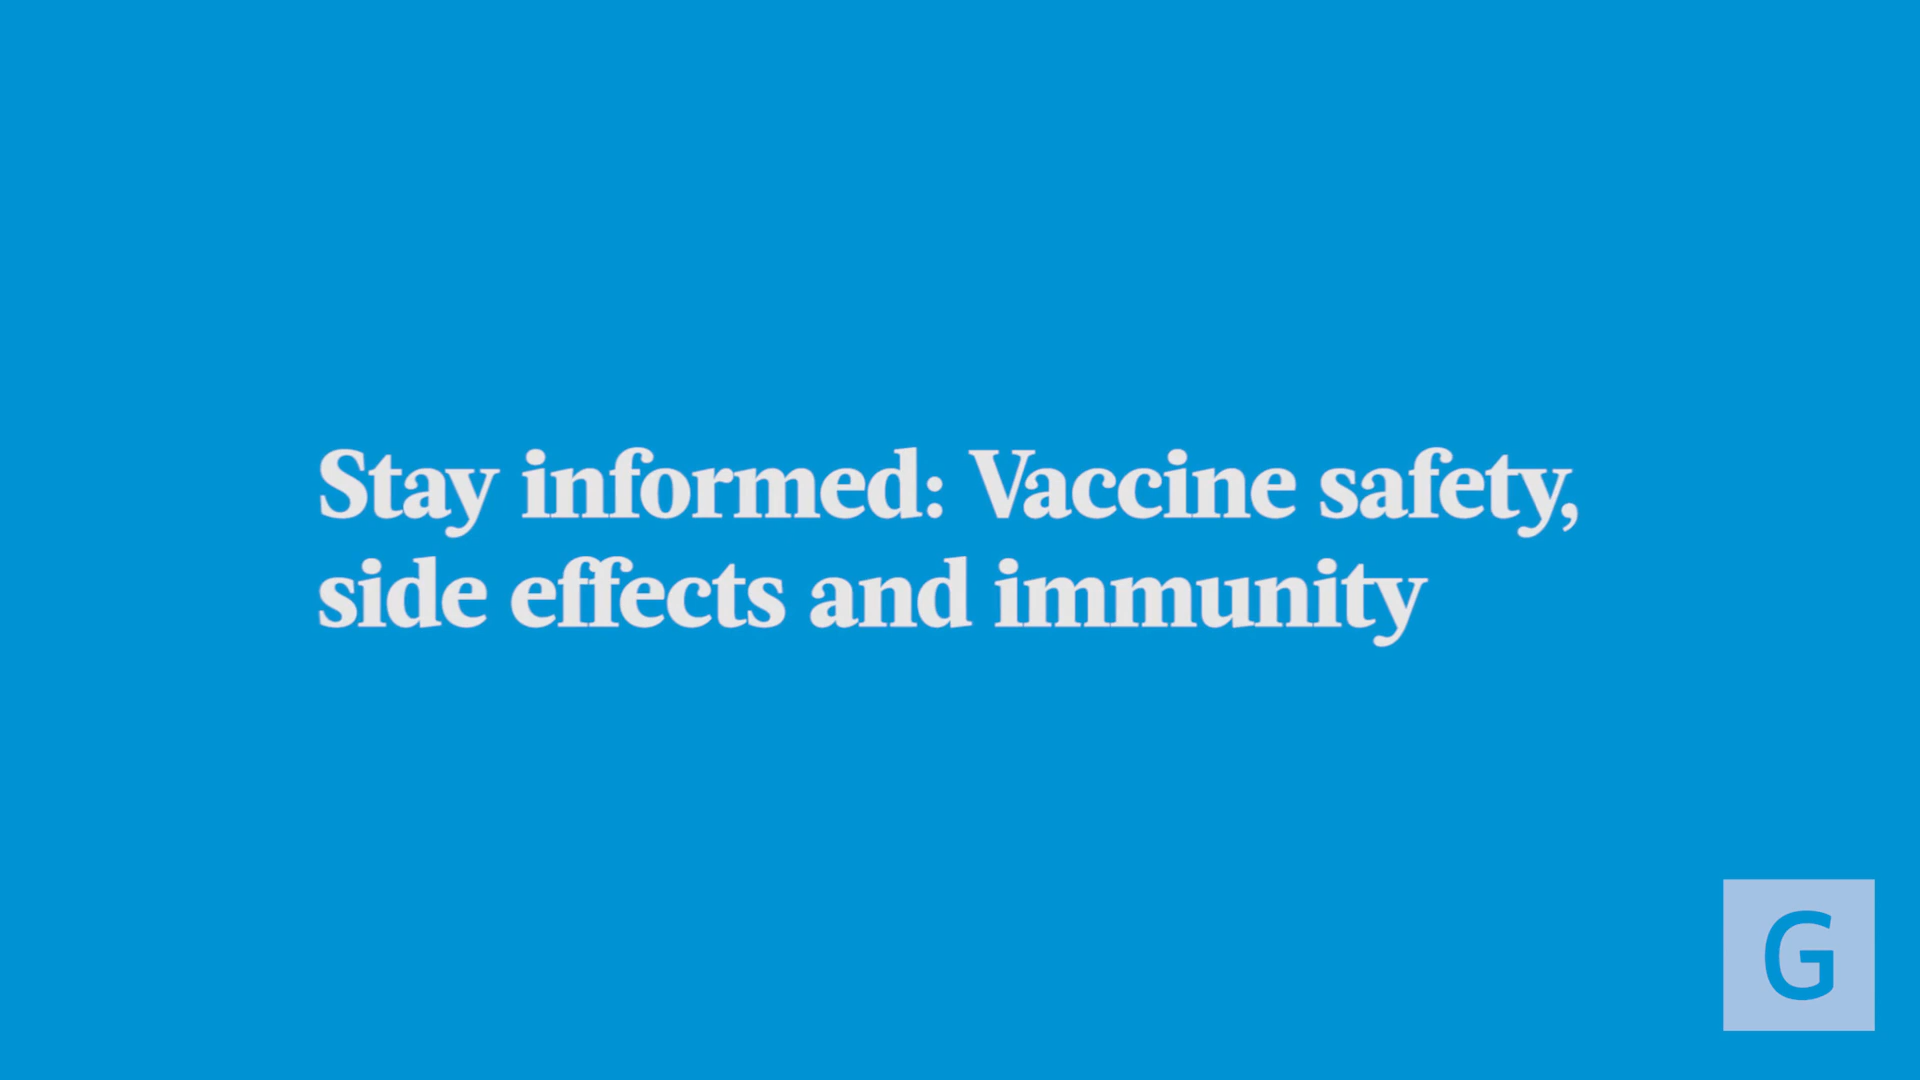 Stay informed: Vaccine safety,
side effects and immunity
G